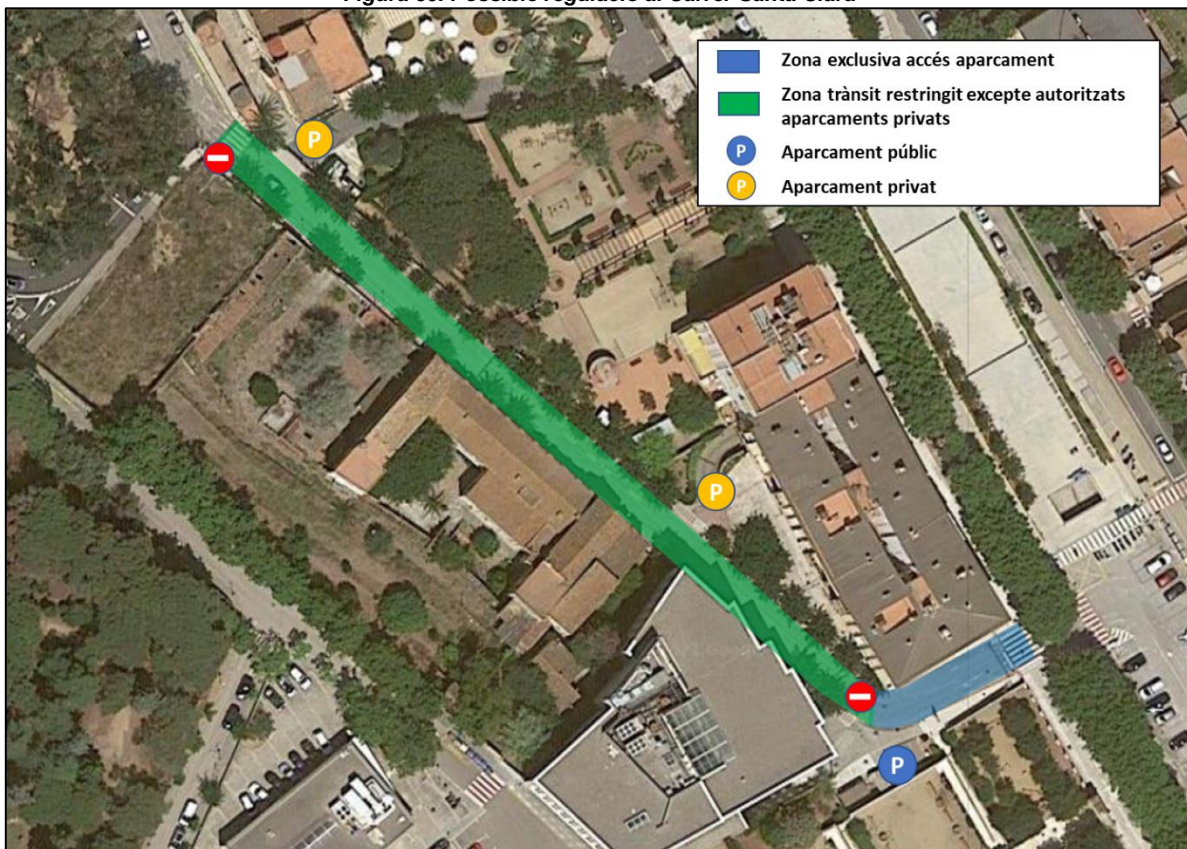 Zona exclusiva accés aparcament
Zona trànsit restringit excepte autoritzats
aparcaments privats
P Aparcament públic
P Aparcament privat
P
P
P